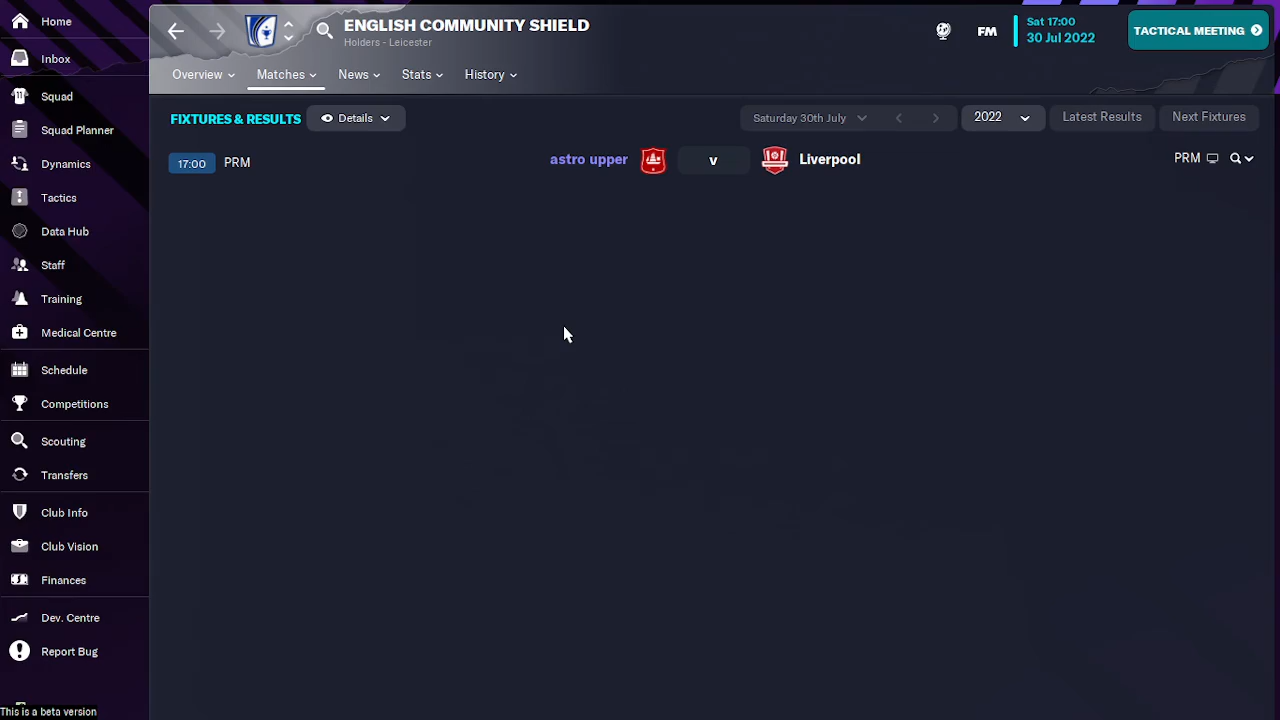 Home
Inbox
Squad
Squad Planner
Dynamics
Tactics
Data Hub
Staff
Training
Medical Centre
Schedule
Competitions
Scouting
Transfers
Club Info
Club Vision
Finances
Dev. Centre
Report Bug
This is a beta version
ENGLISH COMMUNITY SHIELD
Holders - Leicester
FM
Sat 17:00
30 Jul 2022
TACTICAL MEETING
Overview Matches News Stats History
FIXTURES & RESULTS Details Saturday 30th July 2022 Latest Results Next Fixtures
17:00 PRM astro upper v Liverpool PRM